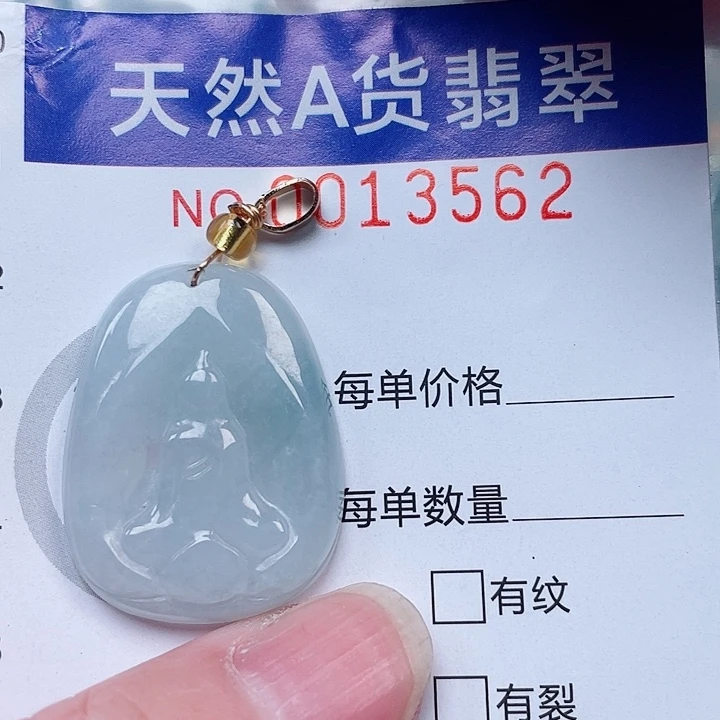 天然A货翡翠
NO.0013562
每单价格
每单数量
有纹
有裂